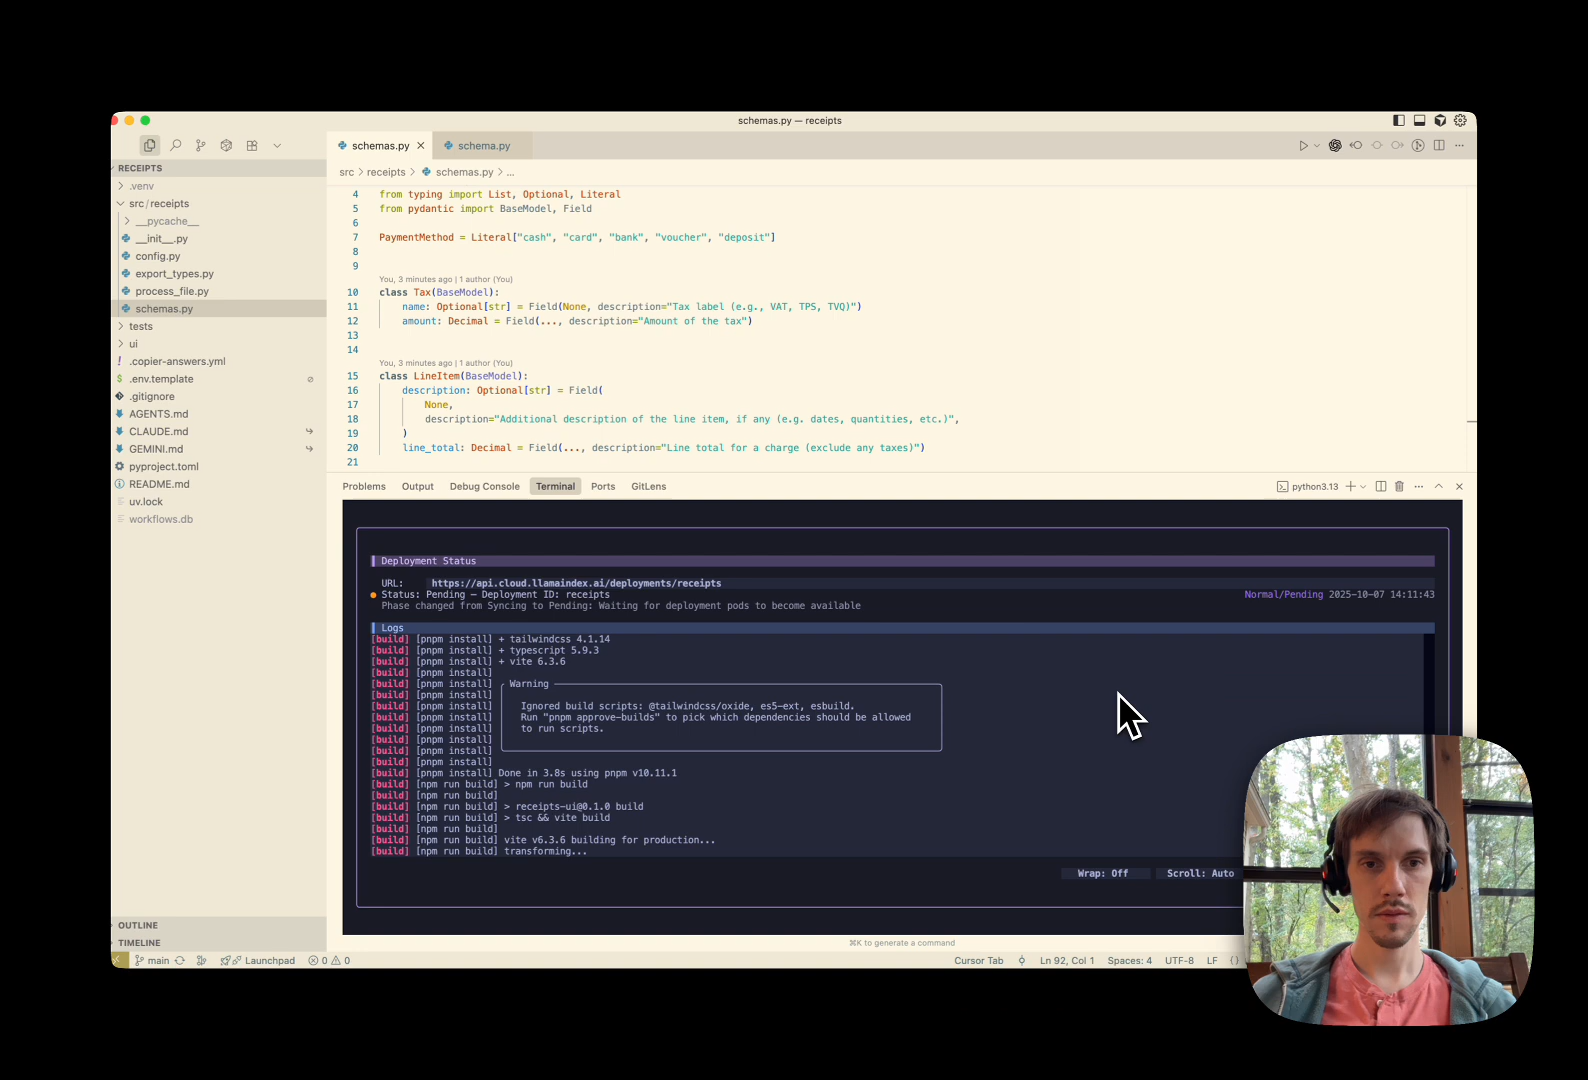 schemas.py — receipts
RECEIPTS
.venv
src/receipts
__pycache__
__init__.py
config.py
export_types.py
process_file.py
schemas.py
tests
ui
.copier-answers.yml
$ .env.template
.gitignore
AGENTS.md
CLAUDE.md
GEMINI.md
pyproject.toml
README.md
uv.lock
workflows.db
OUTLINE
TIMELINE
schemas.py
schema.py
src > receipts > schemas.py > ...
4 from typing import List, Optional, Literal
5 from pydantic import BaseModel, Field
6
7 PaymentMethod = Literal["cash", "card", "bank", "voucher", "deposit"]
8
9
You, 3 minutes ago | 1 author (You)
10 class Tax(BaseModel):
11 name: Optional[str] = Field(None, description="Tax label (e.g., VAT, TPS, TVQ)")
12 amount: Decimal = Field(..., description="Amount of the tax")
13
14
You, 3 minutes ago | 1 author (You)
15 class LineItem(BaseModel):
16 description: Optional[str] = Field(
17 None,
18 description="Additional description of the line item, if any (e.g. dates, quantities, etc.)",
19 )
20 line_total: Decimal = Field(..., description="Line total for a charge (exclude any taxes)")
21
Problems Output Debug Console Terminal Ports GitLens
python3.13
Deployment Status
URL: https://api.cloud.llamaindex.ai/deployments/receipts
Status: Pending — Deployment ID: receipts Normal/Pending 2025-10-07 14:11:43
Phase changed from Syncing to Pending: Waiting for deployment pods to become available
Logs
[build] [pnpm install] + tailwindcss 4.1.14
[build] [pnpm install] + typescript 5.9.3
[build] [pnpm install] + vite 6.3.6
[build] [pnpm install]
[build] [pnpm install] Warning
[build] [pnpm install]
[build] [pnpm install] Ignored build scripts: @tailwindcss/oxide, es5-ext, esbuild.
[build] [pnpm install] Run "pnpm approve-builds" to pick which dependencies should be allowed
[build] [pnpm install] to run scripts.
[build] [pnpm install]
[build] [pnpm install]
[build] [pnpm install]
[build] [pnpm install] Done in 3.8s using pnpm v10.11.1
[build] [npm run build] > npm run build
[build] [npm run build]
[build] [npm run build] > receipts-ui@0.1.0 build
[build] [npm run build] > tsc && vite build
[build] [npm run build]
[build] [npm run build] vite v6.3.6 building for production...
[build] [npm run build] transforming...
Wrap: Off Scroll: Auto
⌘K to generate a command
main Launchpad 0 0 Cursor Tab Ln 92, Col 1 Spaces: 4 UTF-8 LF {}